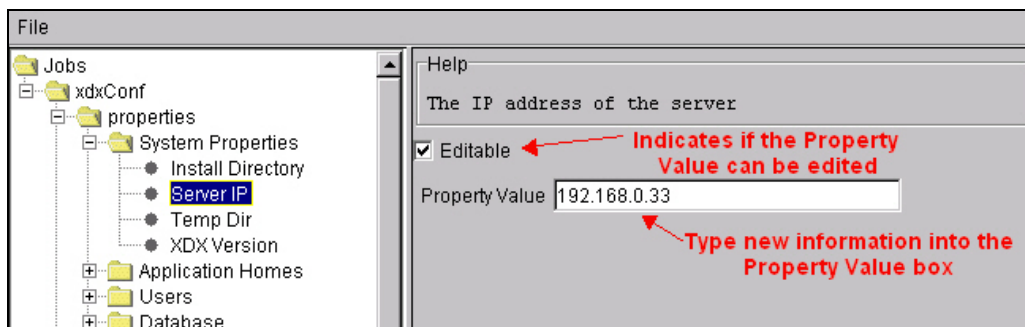 File
Jobs
xdxConf
properties
System Properties
Install Directory
Server IP
Temp Dir
XDX Version
Application Homes
Users
Database
Help
The IP address of the server
Editable
Indicates if the Property
Value can be edited
Property Value 192.168.0.33
Type new information into the
Property Value box